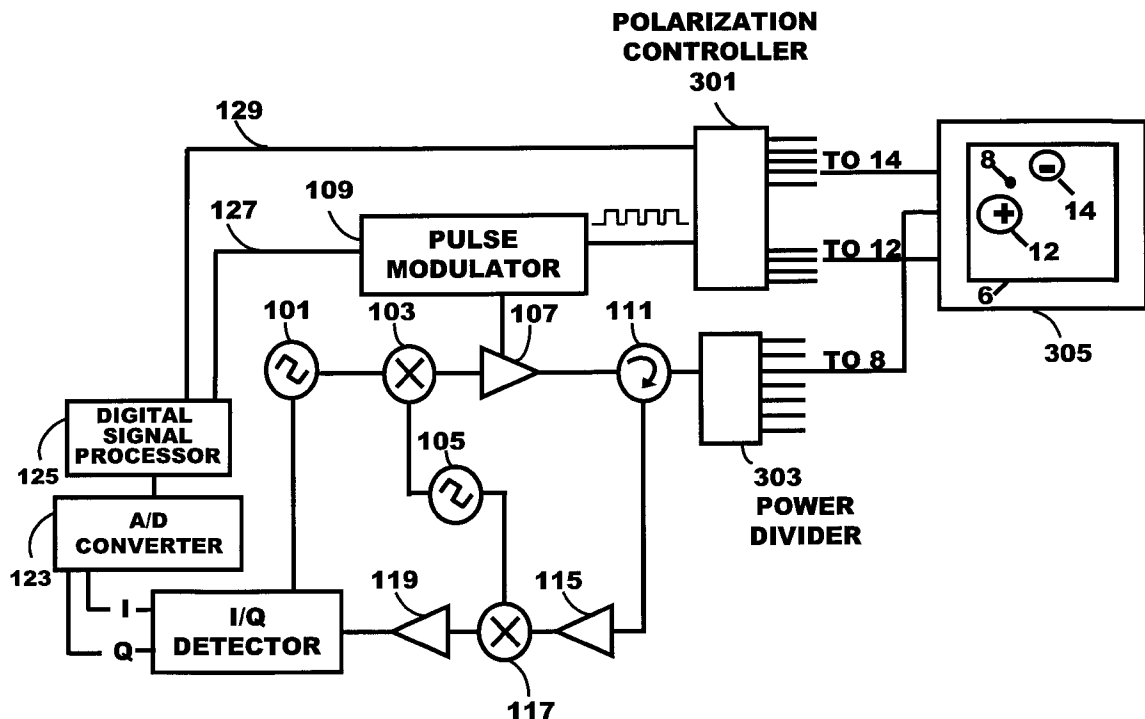 POLARIZATION
CONTROLLER
301
129
TO 14
8
-
14
+
12
6
305
109
127
PULSE
MODULATOR
TO 12
101
103
107
111
TO 8
DIGITAL
SIGNAL
PROCESSOR
125
105
303
POWER
DIVIDER
A/D
CONVERTER
123
119
115
I
Q
I/Q
DETECTOR
117